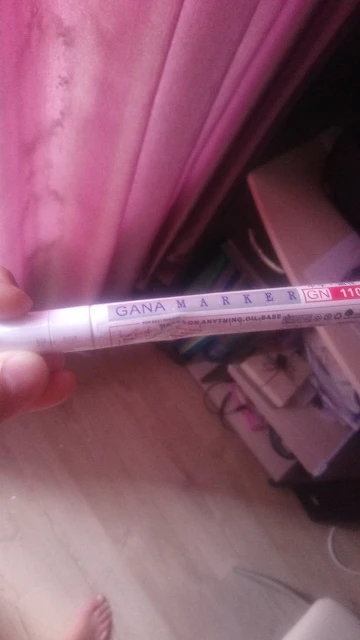 GANA MARKER GN 110
ON ANYTHING, OIL-BASE